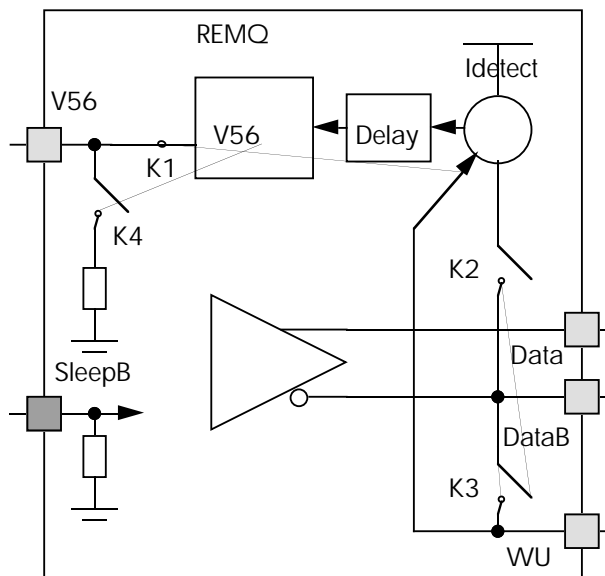 REMQ
Idetect
V56
V56
Delay
K1
K4
K2
Data
SleepB
DataB
K3
WU